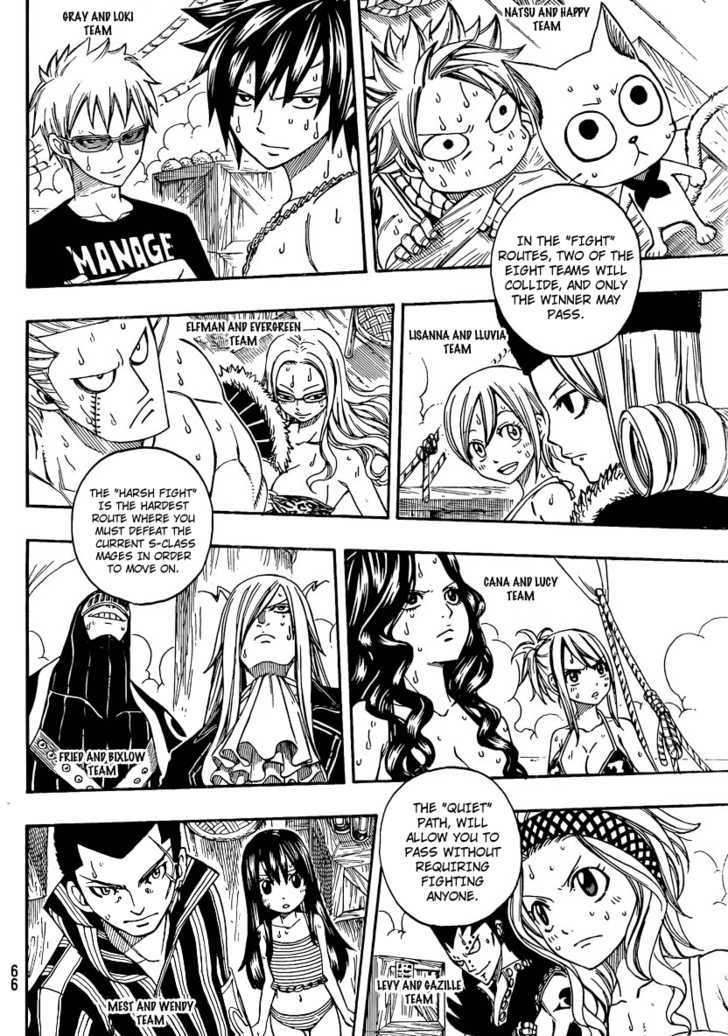 GRAY AND LOKI
TEAM
NATSU AND HAPPY
TEAM
MANAGE
IN THE "FIGHT"
ROUTES, TWO OF THE
EIGHT TEAMS WILL
COLLIDE, AND ONLY
THE WINNER MAY
PASS.
ELFMAN AND EVERGREEN
TEAM
LISANNA AND LLUVIA
TEAM
THE "HARSH FIGHT"
IS THE HARDEST
ROUTE WHERE YOU
MUST DEFEAT THE
CURRENT S-CLASS
MAGES IN ORDER
TO MOVE ON.
FRIED AND BIXLOW
TEAM
CANA AND LUCY
TEAM
THE "QUIET"
PATH, WILL
ALLOW YOU TO
PASS WITHOUT
REQUIRING
FIGHTING
ANYONE.
MEST AND WENDY
TEAM
LEVY AND GAZILLE
TEAM
66